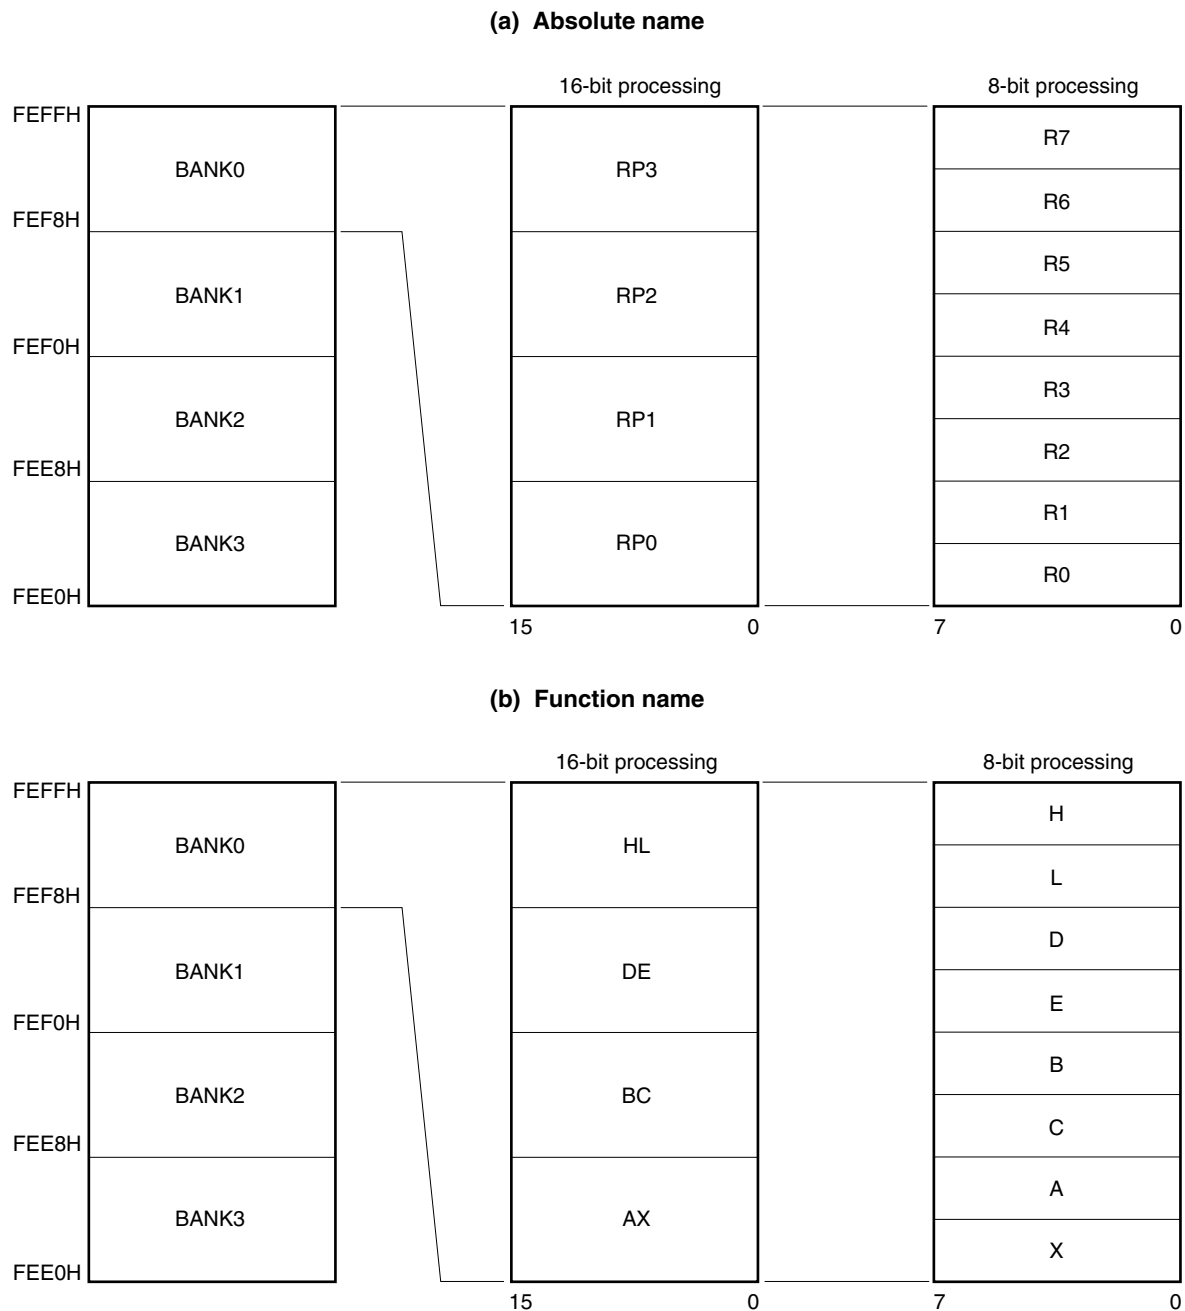 (a) Absolute name
16-bit processing 8-bit processing
FEFFH
R7
BANK0 RP3
R6
FEF8H
R5
BANK1 RP2
R4
FEF0H
R3
BANK2 RP1
R2
FEE8H
R1
BANK3 RP0
R0
FEE0H
15 0 7 0
(b) Function name
16-bit processing 8-bit processing
FEFFH
H
BANK0 HL
L
FEF8H
D
BANK1 DE
E
FEF0H
B
BANK2 BC
C
FEE8H
A
BANK3 AX
X
FEE0H
15 0 7 0